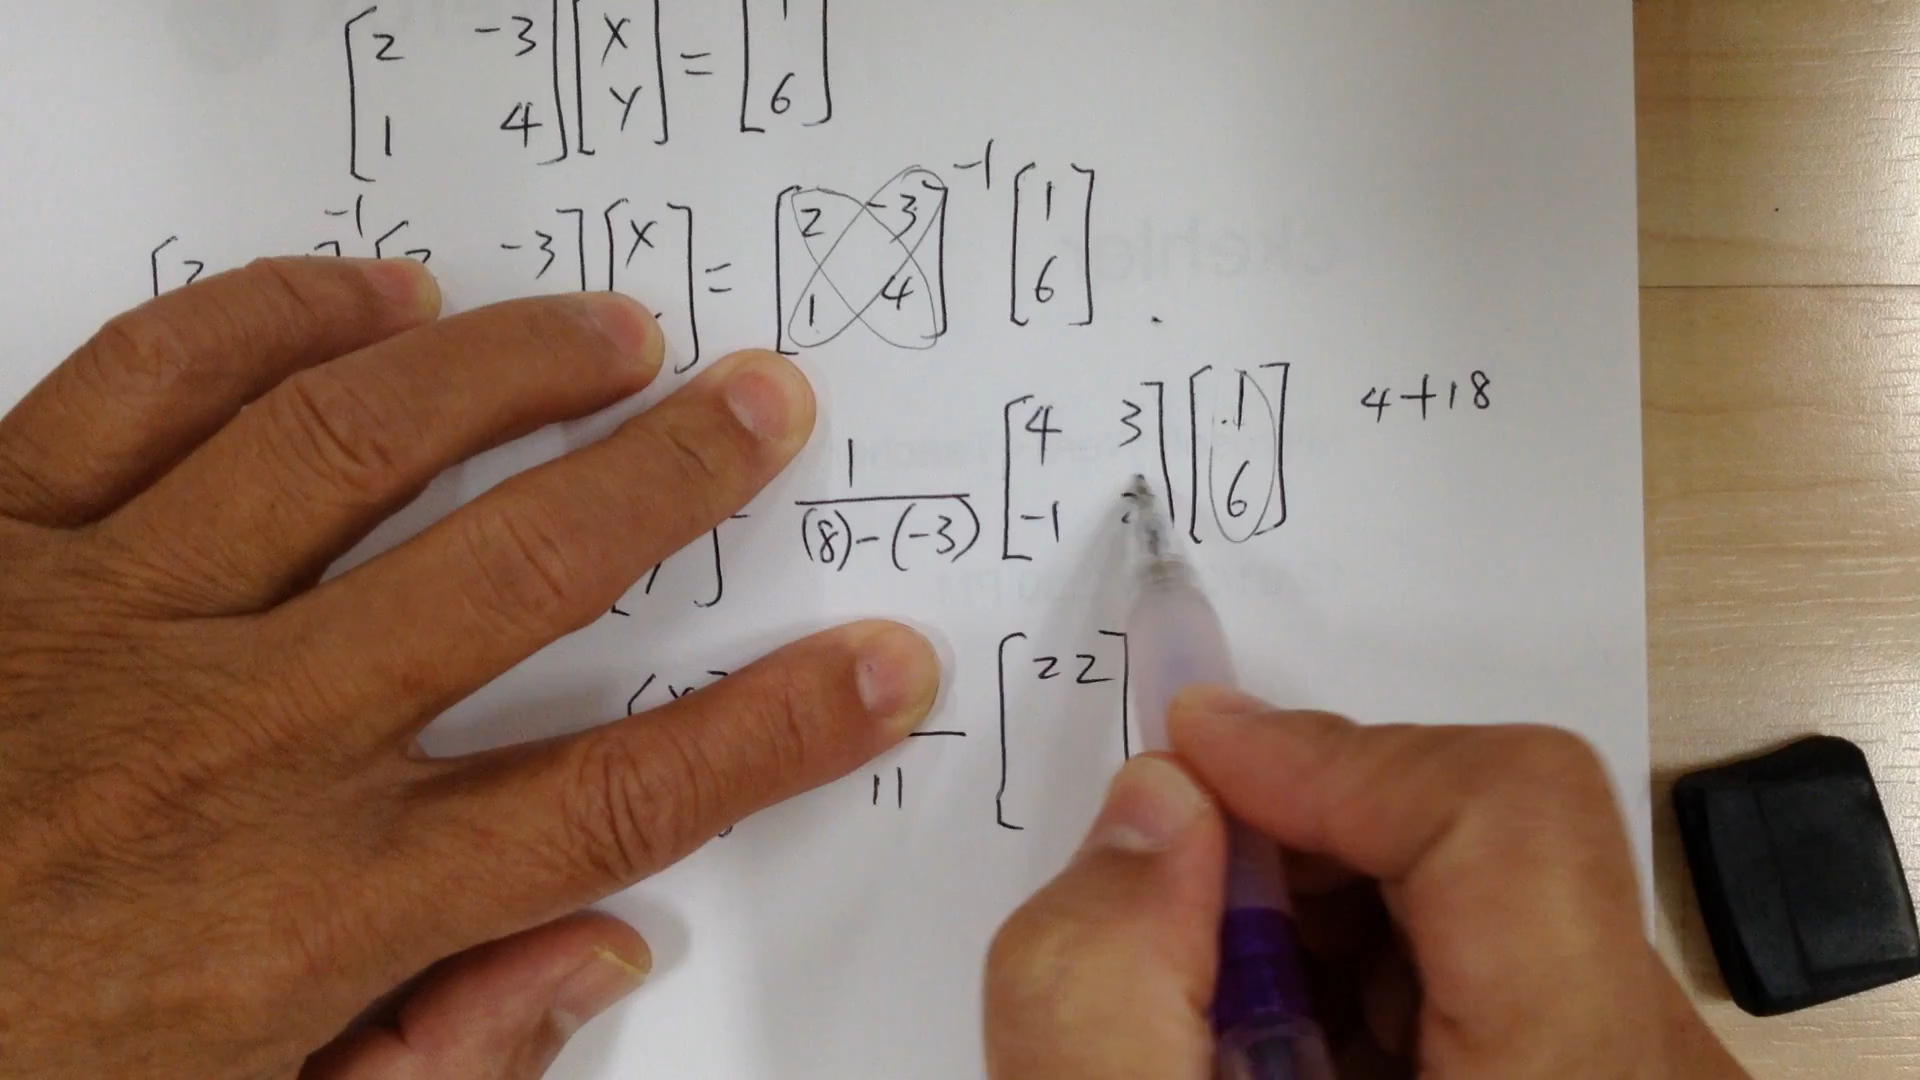 [2 -3] [x] = [1]
[1 4] [y] [6]
-1 -1
[2 ] [2 -3] [x] = [2 -3] [1]
[1 4] [6]
1 [4 3] [1] 4+18
(8)-(-3) [-1 2] [6]
[22]
11